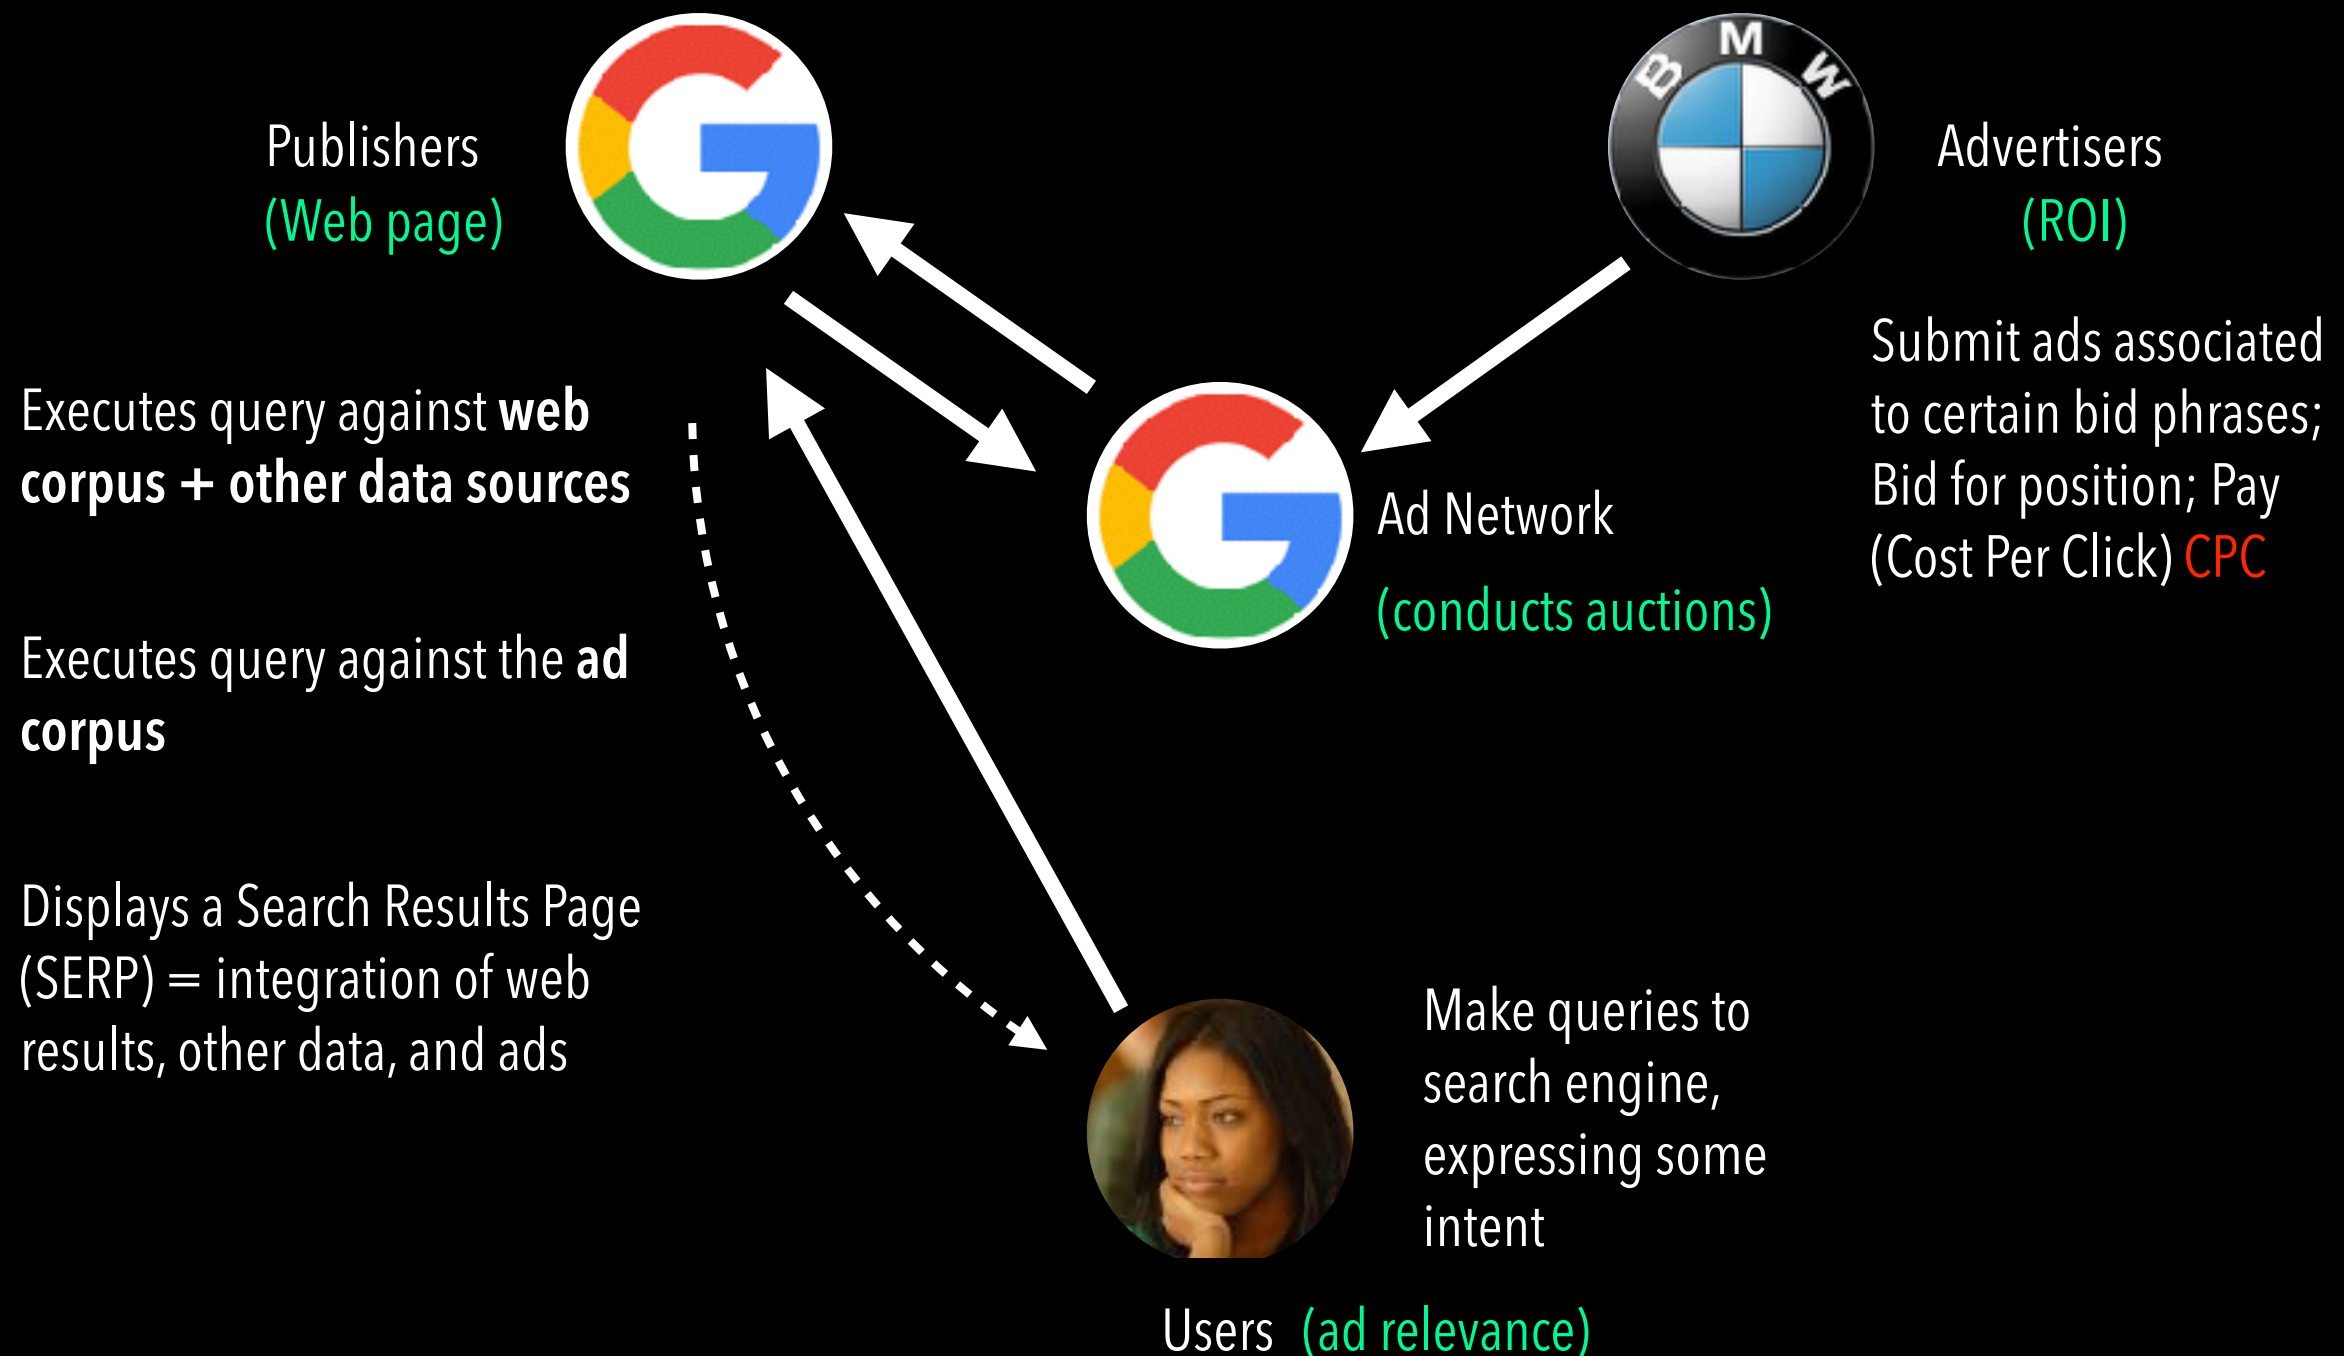 Publishers
(Web page)
B M W
Advertisers
(ROI)
Executes query against web
corpus + other data sources
Executes query against the ad
corpus
Displays a Search Results Page
(SERP) = integration of web
results, other data, and ads
Ad Network
(conducts auctions)
Submit ads associated
to certain bid phrases;
Bid for position; Pay
(Cost Per Click) CPC
Make queries to
search engine,
expressing some
intent
Users (ad relevance)